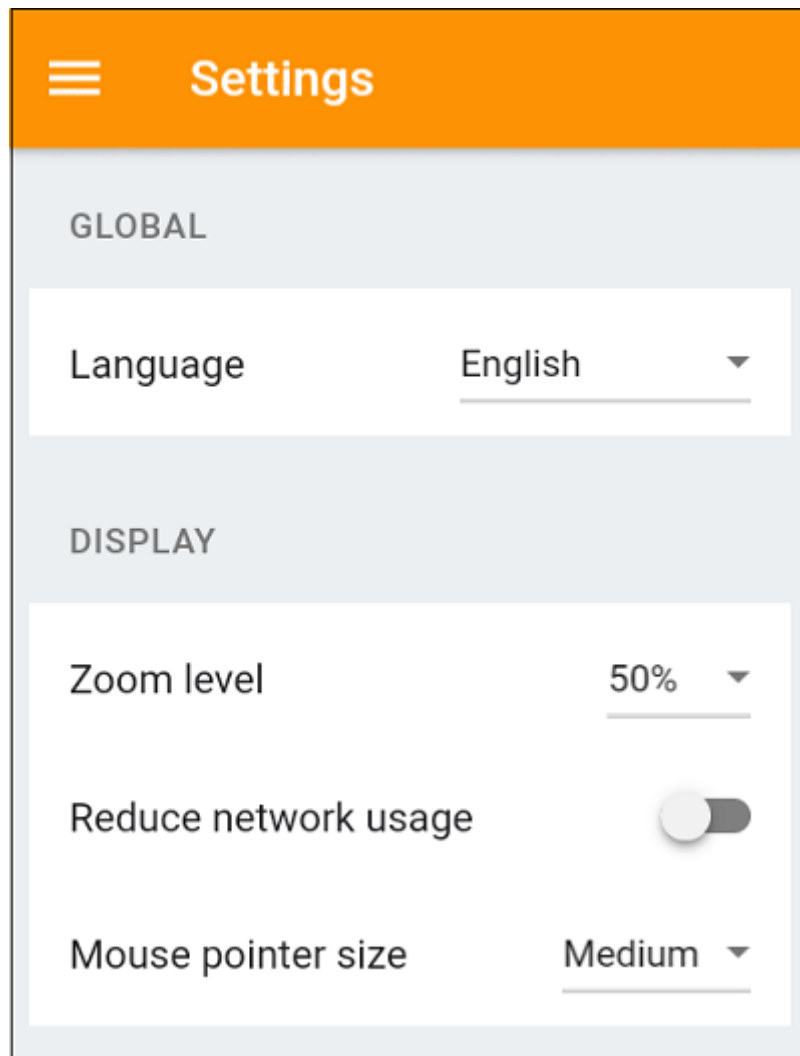 Settings
GLOBAL
Language English
DISPLAY
Zoom level 50%
Reduce network usage
Mouse pointer size Medium